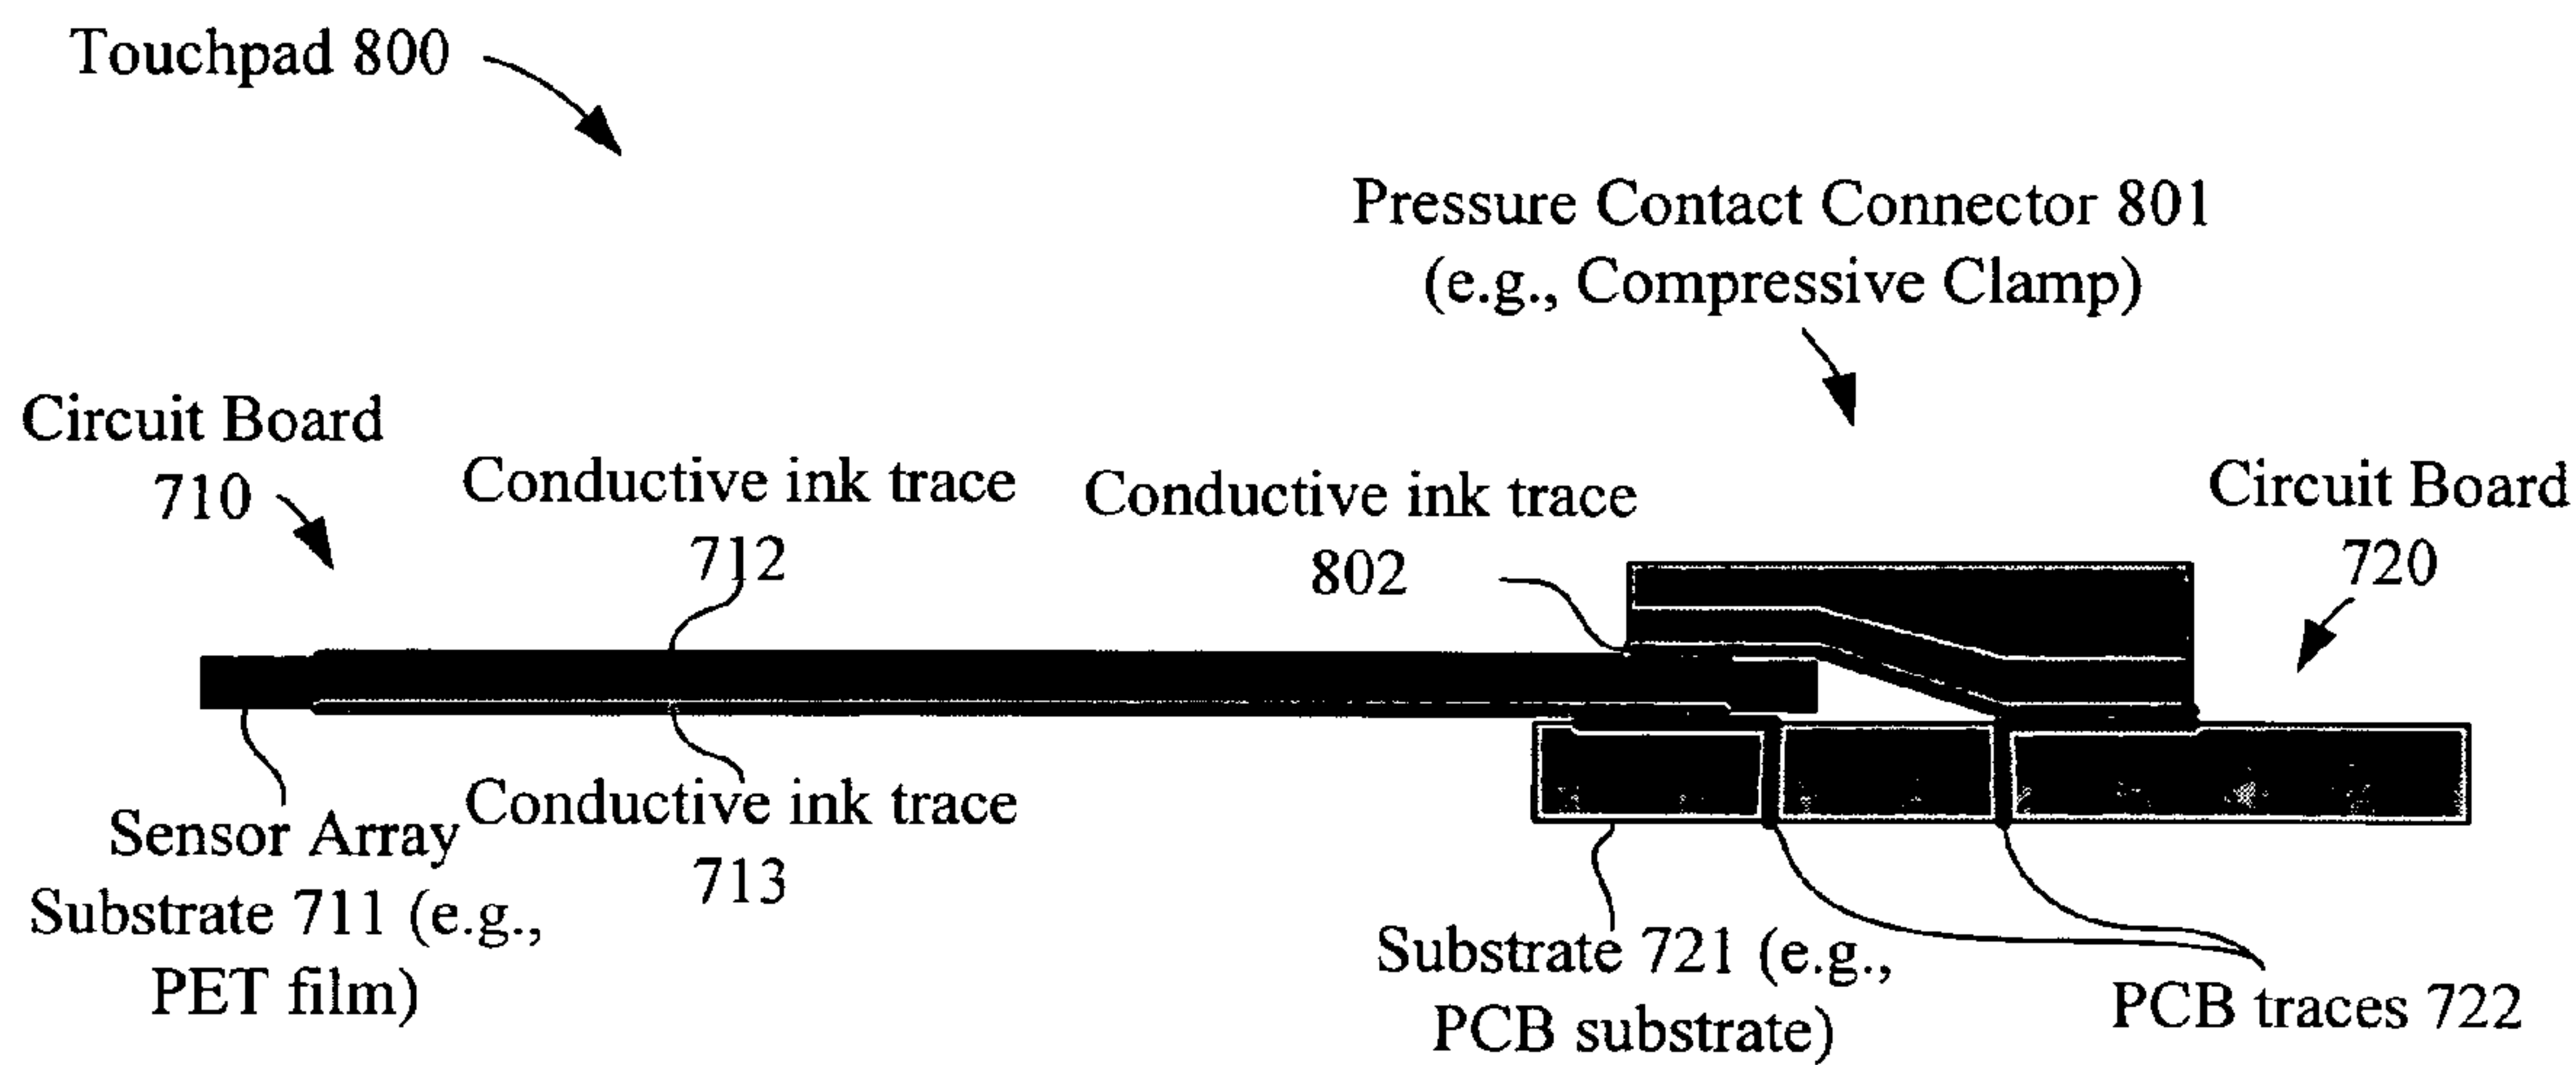 Touchpad 800
Pressure Contact Connector 801
(e.g., Compressive Clamp)
Circuit Board
710
Conductive ink trace
712
Conductive ink trace
802
Circuit Board
720
Sensor Array
Substrate 711 (e.g.,
PET film)
Conductive ink trace
713
Substrate 721 (e.g.,
PCB substrate)
PCB traces 722